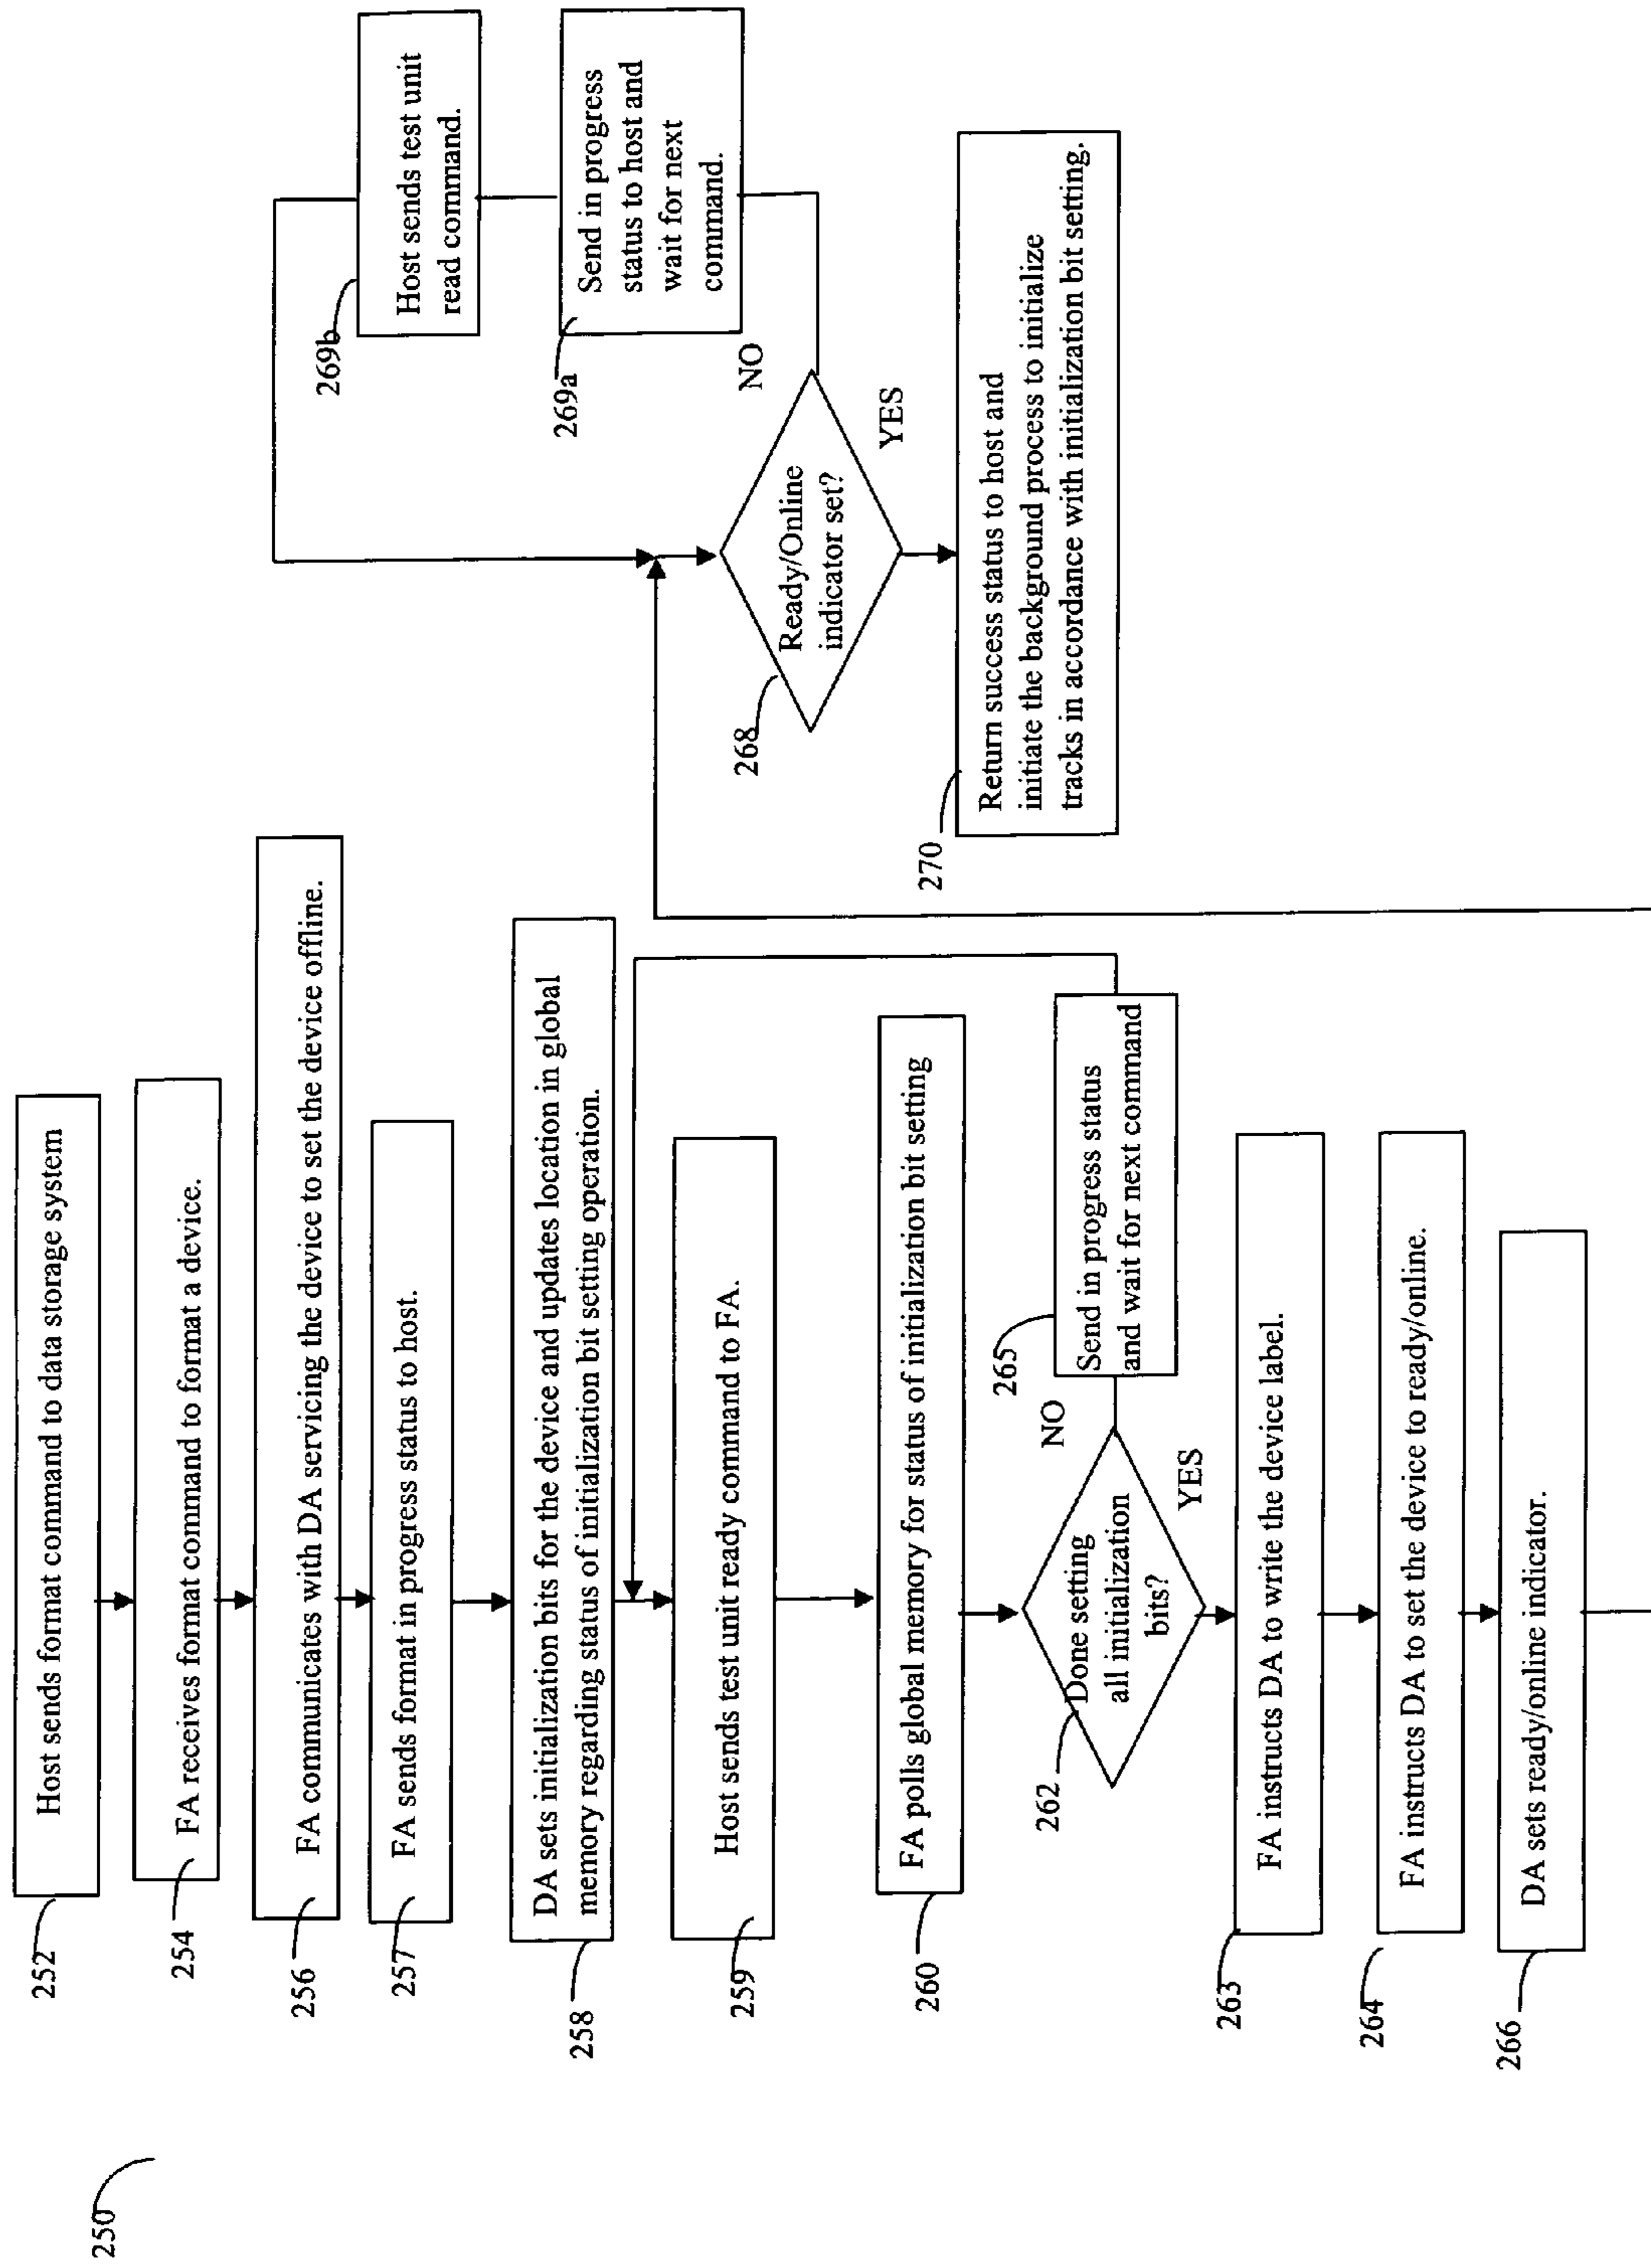 250
252
Host sends format command to data storage system
254
FA receives format command to format a device.
256
FA communicates with DA servicing the device to set the device offline.
257
FA sends format in progress status to host.
258
DA sets initialization bits for the device and updates location in global
memory regarding status of initialization bit setting operation.
259
Host sends test unit ready command to FA.
260
FA polls global memory for status of initialization bit setting
262
Done setting
all initialization
bits?
NO
YES
265
Send in progress status
and wait for next command
263
FA instructs DA to write the device label.
264
FA instructs DA to set the device to ready/online.
266
DA sets ready/online indicator.
269b
Host sends test unit
read command.
269a
Send in progress
status to host and
wait for next
command.
268
Ready/Online
indicator set?
NO
YES
270
Return success status to host and
initiate the background process to initialize
tracks in accordance with initialization bit setting.